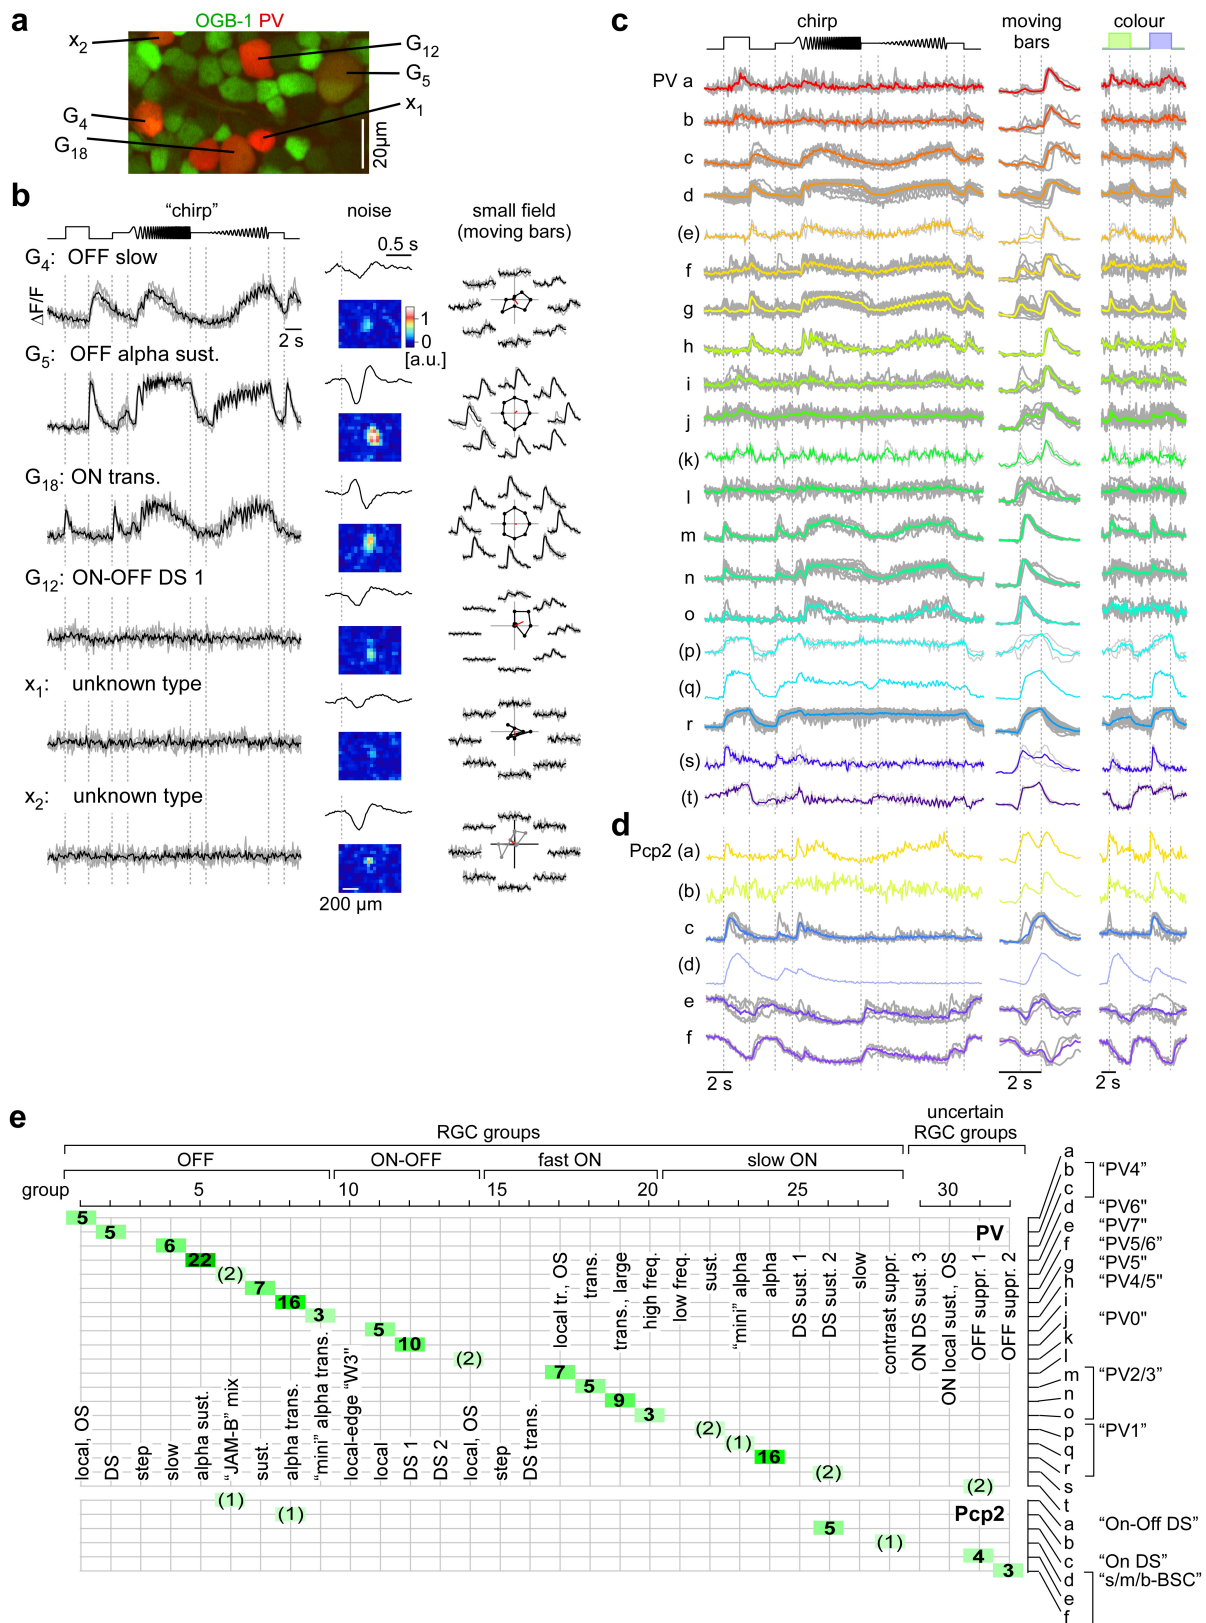 a
OGB-1 PV
x2
G12
G5
x1
G4
G18
20μm
b
"chirp"
noise
small field
(moving bars)
0.5 s
G4: OFF slow
ΔF/F
2 s
1
0
[a.u.]
G5: OFF alpha sust.
G18: ON trans.
G12: ON-OFF DS 1
x1: unknown type
x2: unknown type
200 μm
c
chirp
moving
bars
colour
PV a
b
c
d
(e)
f
g
h
i
j
(k)
l
m
n
o
(p)
(q)
r
(s)
(t)
d
Pcp2 (a)
(b)
c
(d)
e
f
2 s
2 s
2 s
e
RGC groups
uncertain
RGC groups
OFF
ON-OFF
fast ON
slow ON
group
5
10
15
20
25
30
PV
5
5
6
22
(2)
7
16
3
5
10
(2)
7
5
9
3
(2)
(1)
16
(2)
(2)
local, OS
DS
step
slow
alpha sust.
"JAM-B" mix
sust.
alpha trans.
"mini" alpha trans.
local-edge "W3"
local
DS 1
DS 2
local, OS
step
DS trans.
local tr., OS
trans.
trans., large
high freq.
low freq.
sust.
"mini" alpha
alpha
DS sust. 1
DS sust. 2
slow
contrast suppr.
ON DS sust. 3
ON local sust., OS
OFF suppr. 1
OFF suppr. 2
Pcp2
(1)
(1)
5
(1)
4
3
a
b
"PV4"
c
d "PV6"
e "PV7"
f "PV5/6"
g "PV5"
h "PV4/5"
i
j "PV0"
k
l
m "PV2/3"
n
o
p "PV1"
q
r
s
t
a "On-Off DS"
b
c "On DS"
d "s/m/b-BSC"
e
f